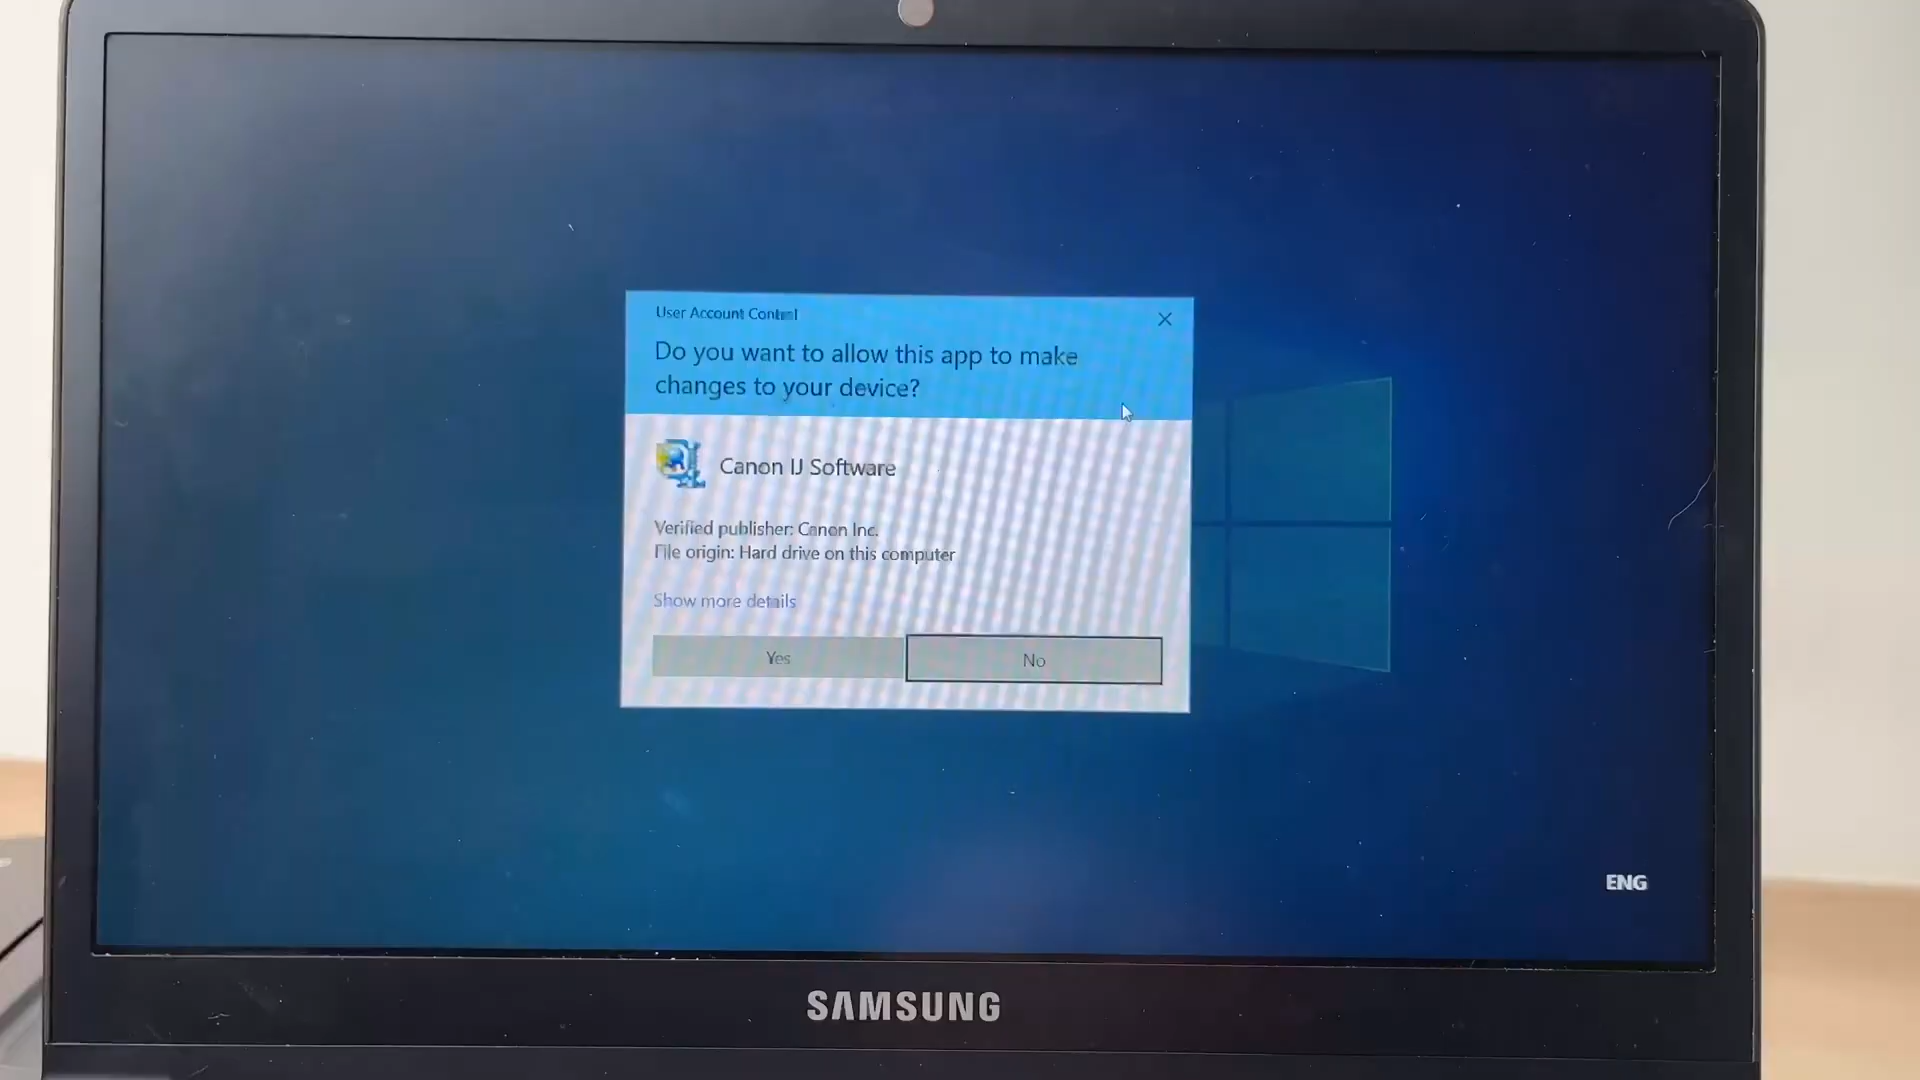 User Account Control
Do you want to allow this app to make
changes to your device?
Canon IJ Software
Verified publisher: Canon Inc.
File origin: Hard drive on this computer
Show more details
Yes
No
ENG
SAMSUNG